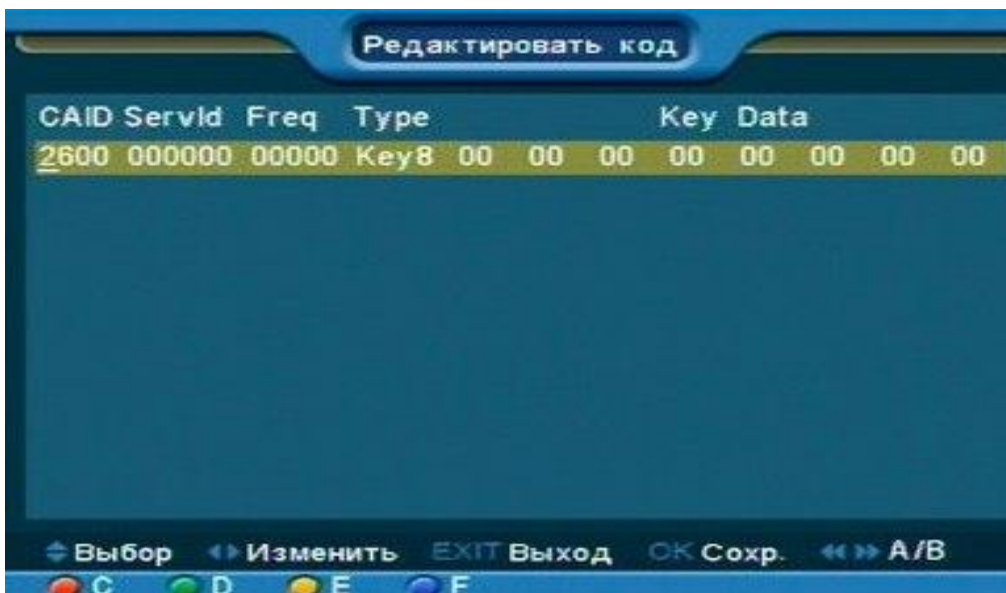 Редактировать код
CAID ServId Freq Type Key Data
2600 000000 00000 Key8 00 00 00 00 00 00 00 00
Выбор Изменить EXIT Выход OK Сохр. A/B
C D E F